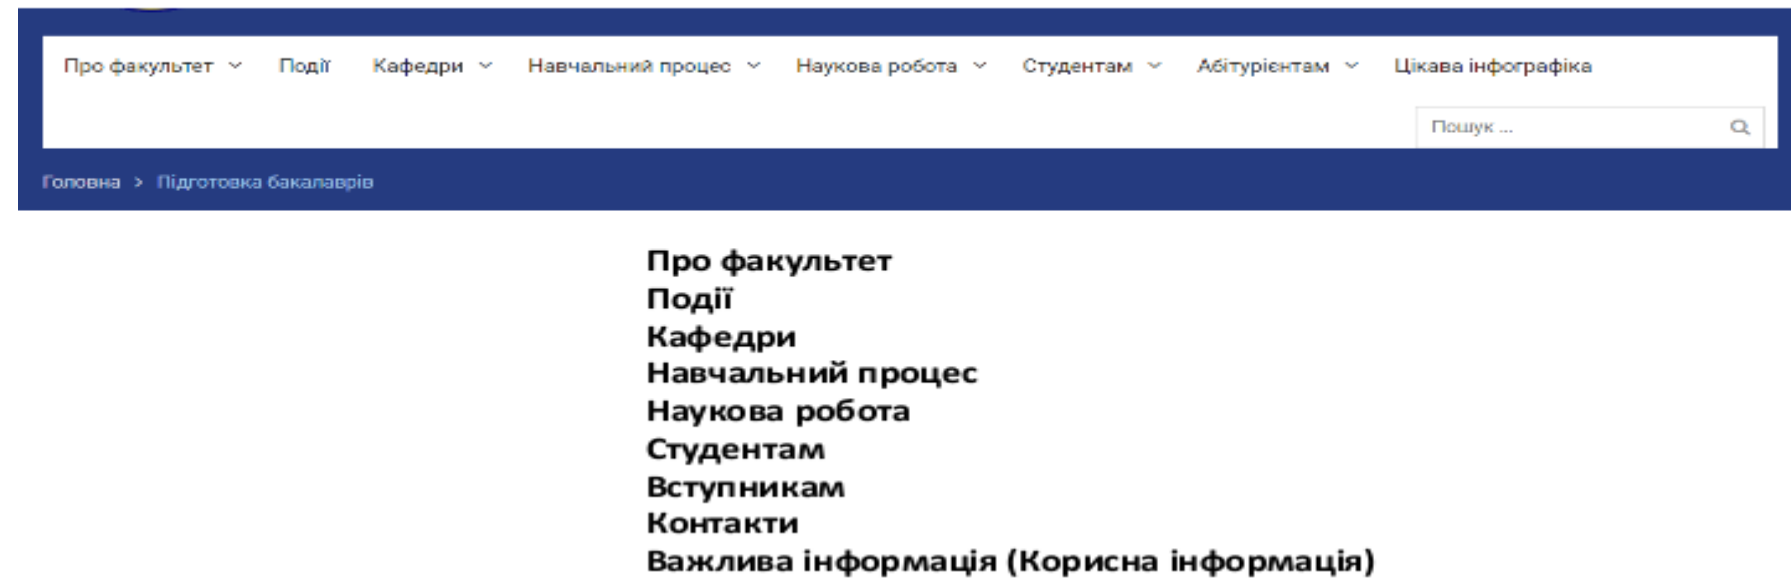 Про факультет Події Кафедри Навчальний процес Наукова робота Студентам Абітурієнтам Цікава інфографіка
Пошук ...
Головна > Підготовка бакалаврів
Про факультет
Події
Кафедри
Навчальний процес
Наукова робота
Студентам
Вступникам
Контакти
Важлива інформація (Корисна інформація)